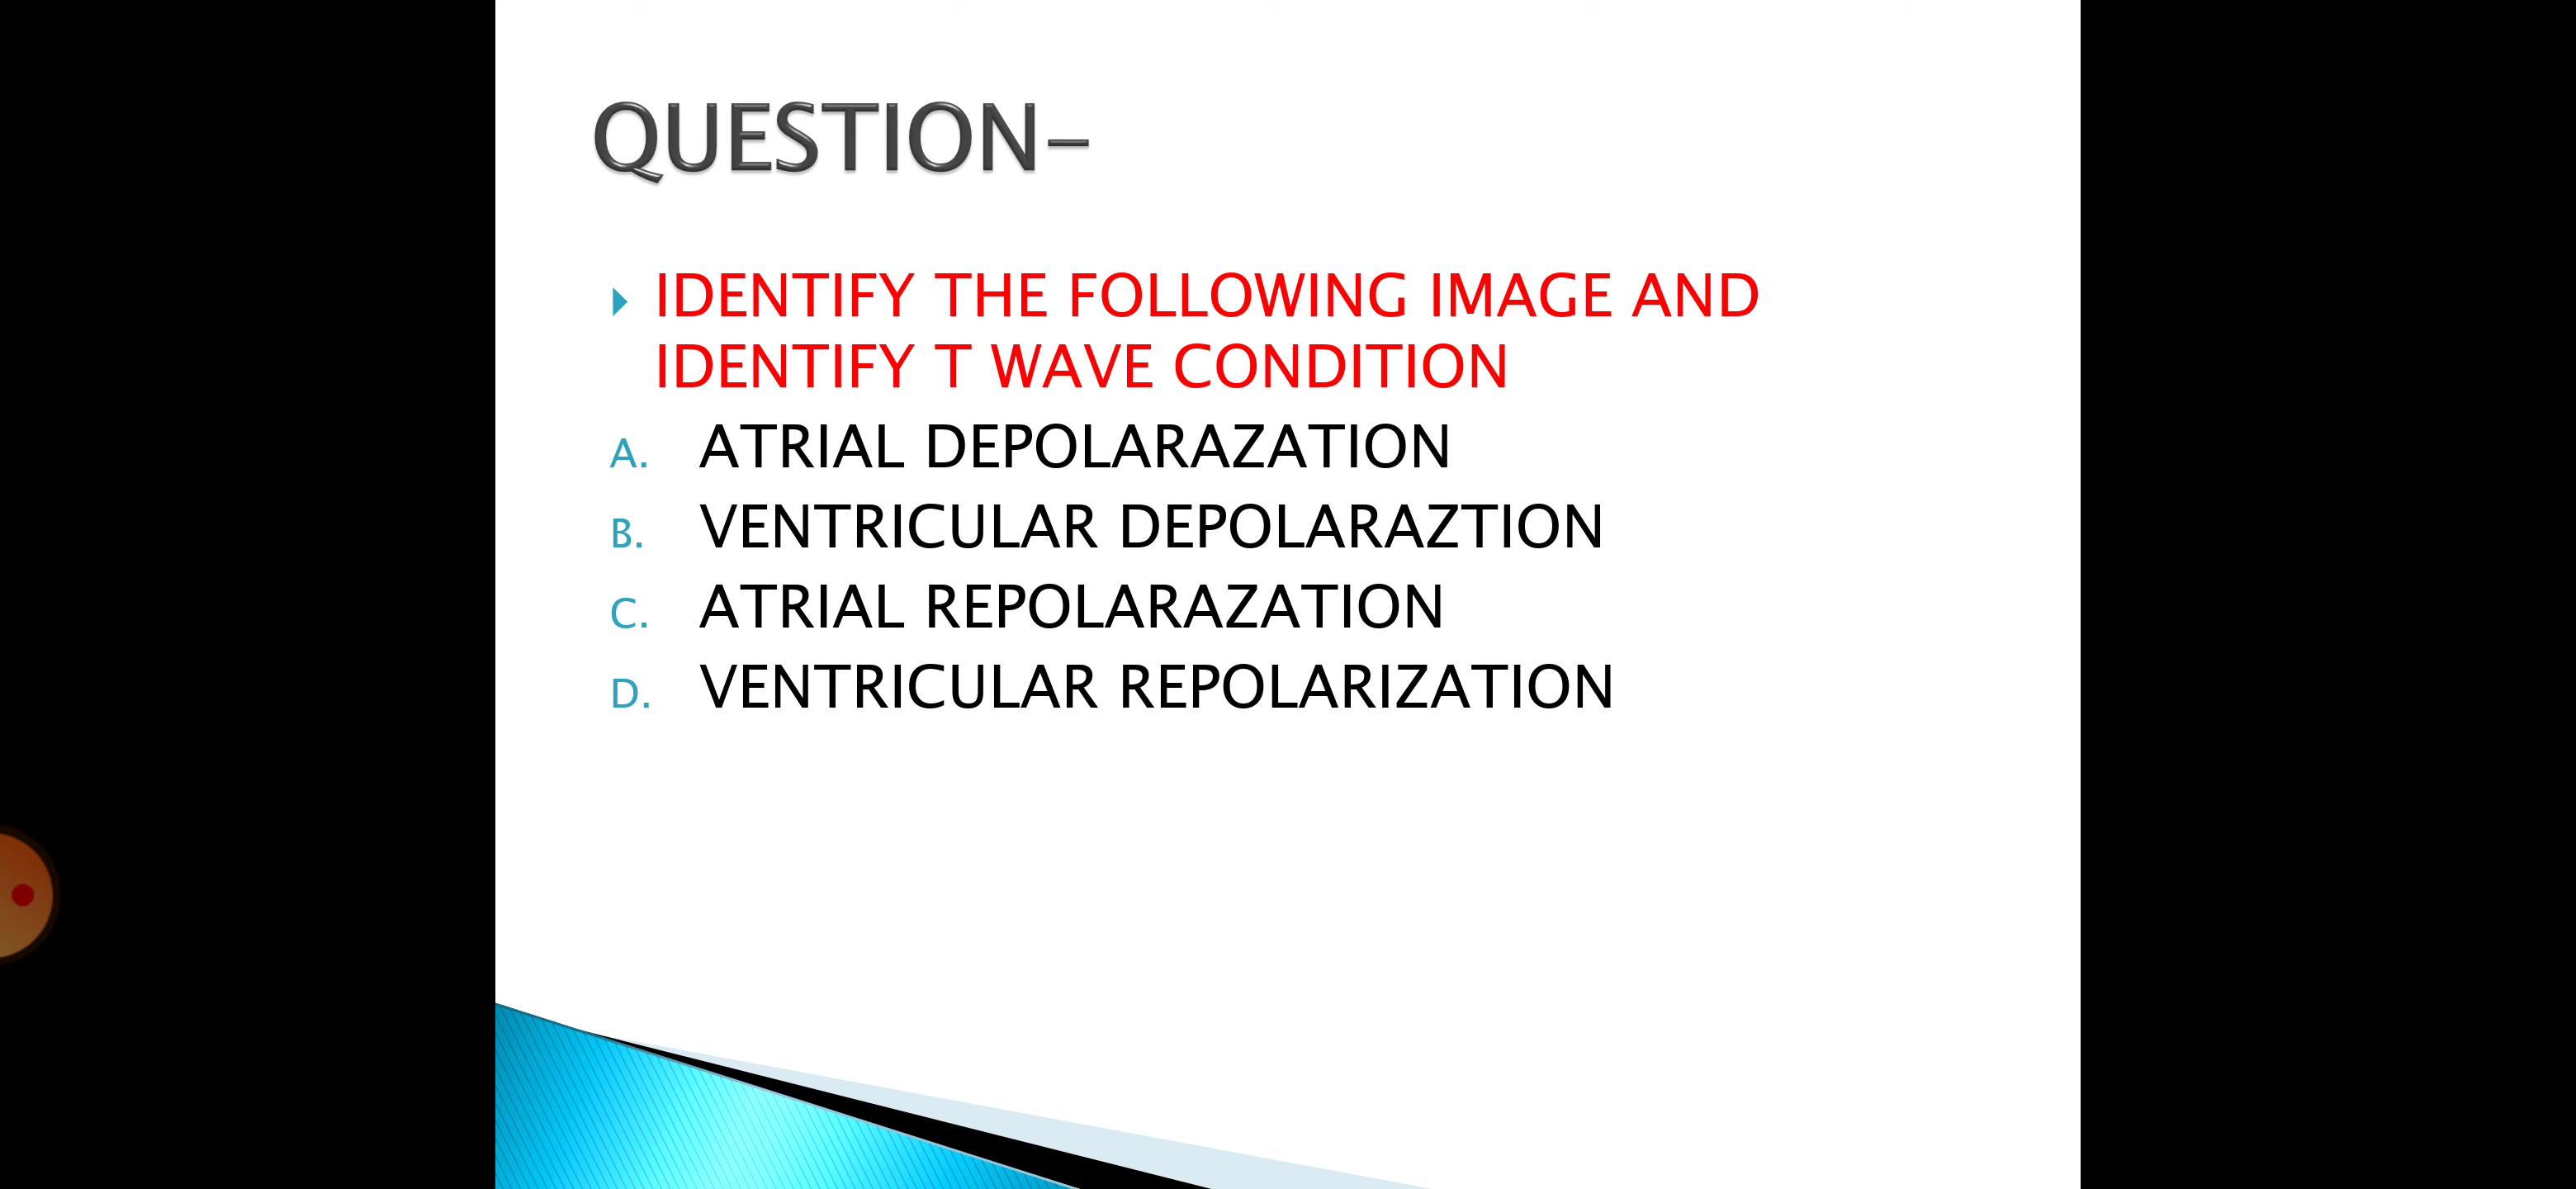 QUESTION-
IDENTIFY THE FOLLOWING IMAGE AND
IDENTIFY T WAVE CONDITION
A. ATRIAL DEPOLARAZATION
B. VENTRICULAR DEPOLARAZTION
C. ATRIAL REPOLARAZATION
D. VENTRICULAR REPOLARIZATION